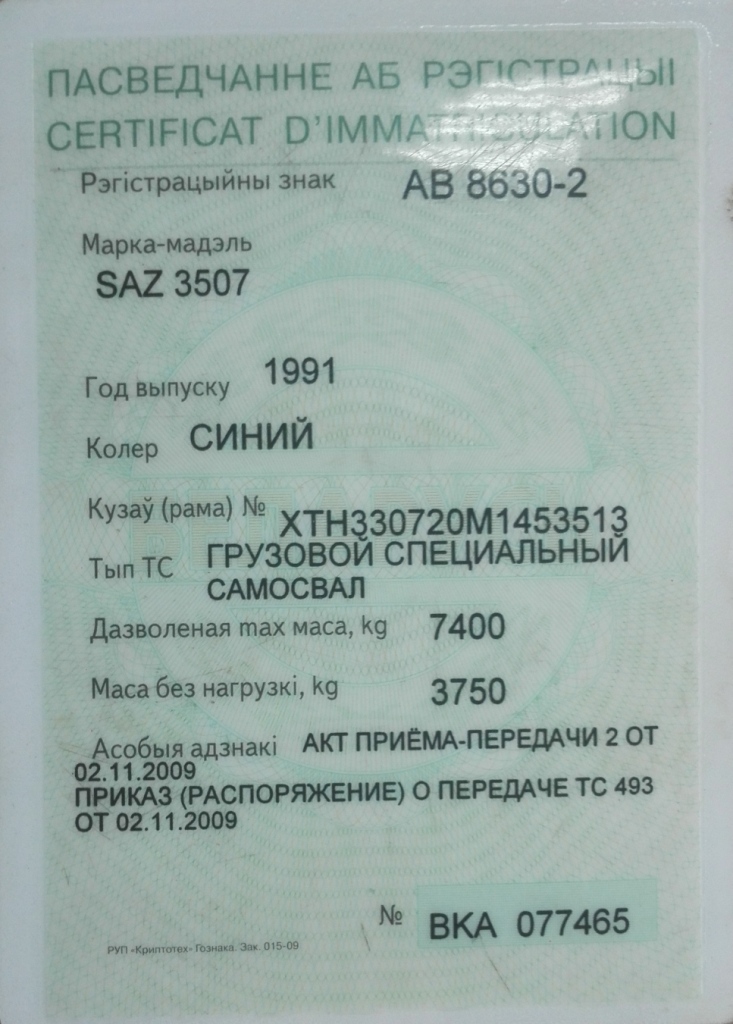 ПАСВЕДЧАННЕ АБ РЭГІСТРАЦЫІ
CERTIFICAT D'IMMATRICULATION
Рэгістрацыйны знак АВ 8630-2
Марка-мадэль
SAZ 3507
Год выпуску 1991
Колер СИНИЙ
Кузаў (рама) № XTH330720M1453513
Тып ТС ГРУЗОВОЙ СПЕЦИАЛЬНЫЙ
САМОСВАЛ
Дазволеная max маса, kg 7400
Маса без нагрузкі, kg 3750
Асобыя адзнакі АКТ ПРИЁМА-ПЕРЕДАЧИ 2 ОТ
02.11.2009
ПРИКАЗ (РАСПОРЯЖЕНИЕ) О ПЕРЕДАЧЕ ТС 493
ОТ 02.11.2009
№ ВКА 077465
РУП «Криптотех» Гознака. Зак. 015-09